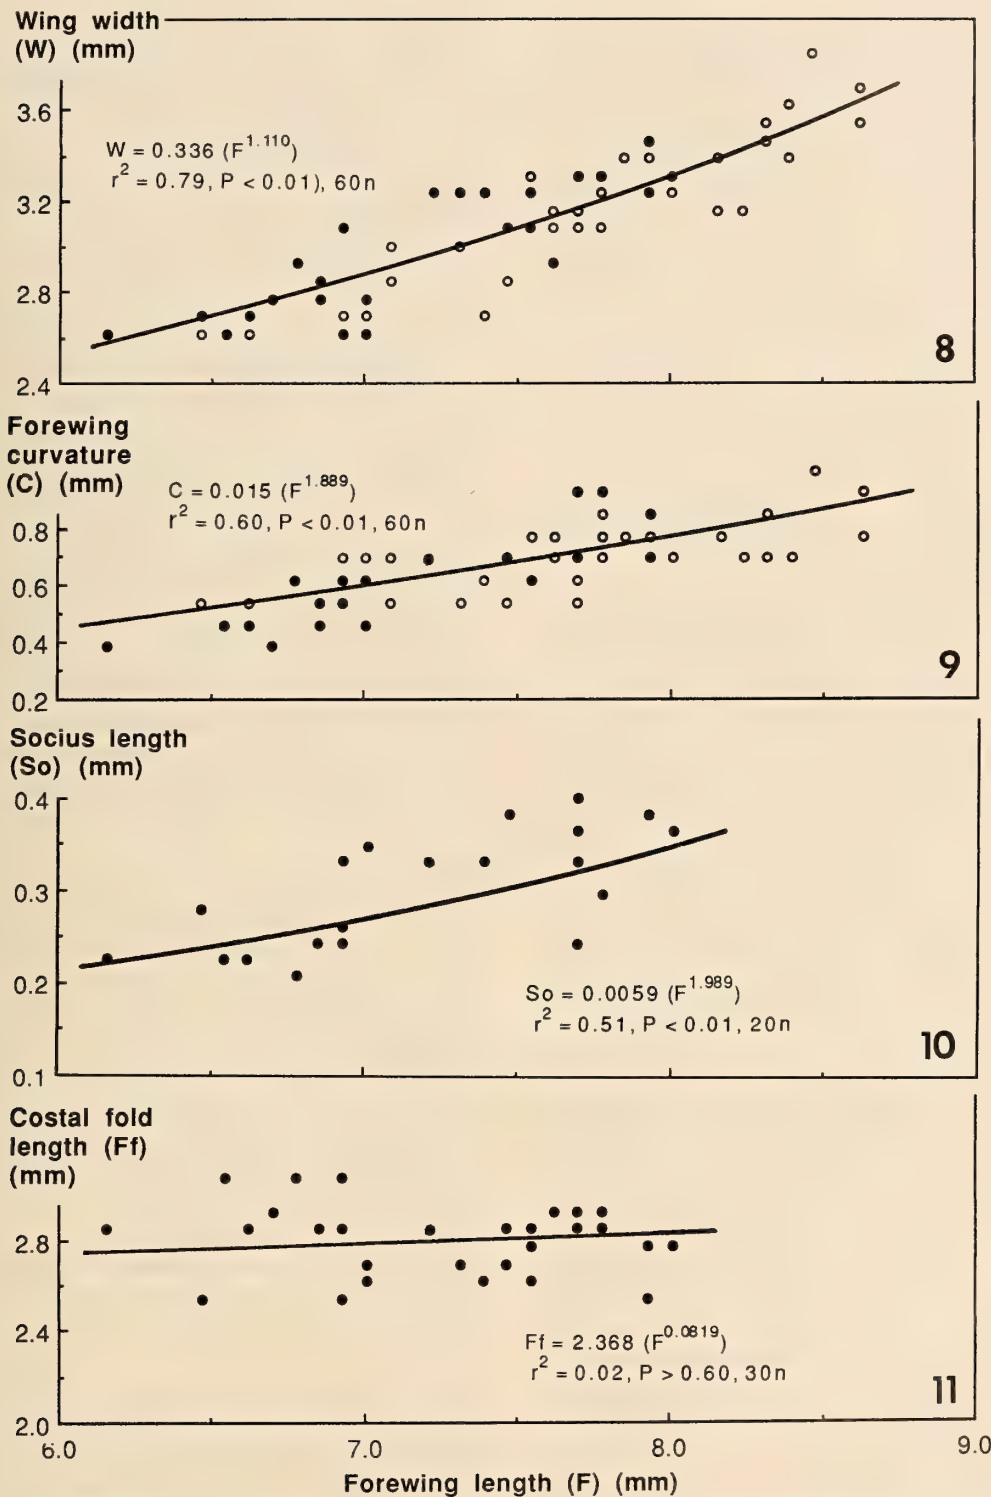 Wing width
(W) (mm)
3.6
3.2
2.8
2.4
W = 0.336 (F^1.110)
r^2 = 0.79, P < 0.01), 60n
8
Forewing
curvature
(C) (mm)
0.8
0.6
0.4
0.2
C = 0.015 (F^1.889)
r^2 = 0.60, P < 0.01, 60n
9
Socius length
(So) (mm)
0.4
0.3
0.2
0.1
So = 0.0059 (F^1.989)
r^2 = 0.51, P < 0.01, 20n
10
Costal fold
length (Ff)
(mm)
2.8
2.4
2.0
Ff = 2.368 (F^0.0819)
r^2 = 0.02, P > 0.60, 30n
11
6.0 7.0 8.0 9.0
Forewing length (F) (mm)